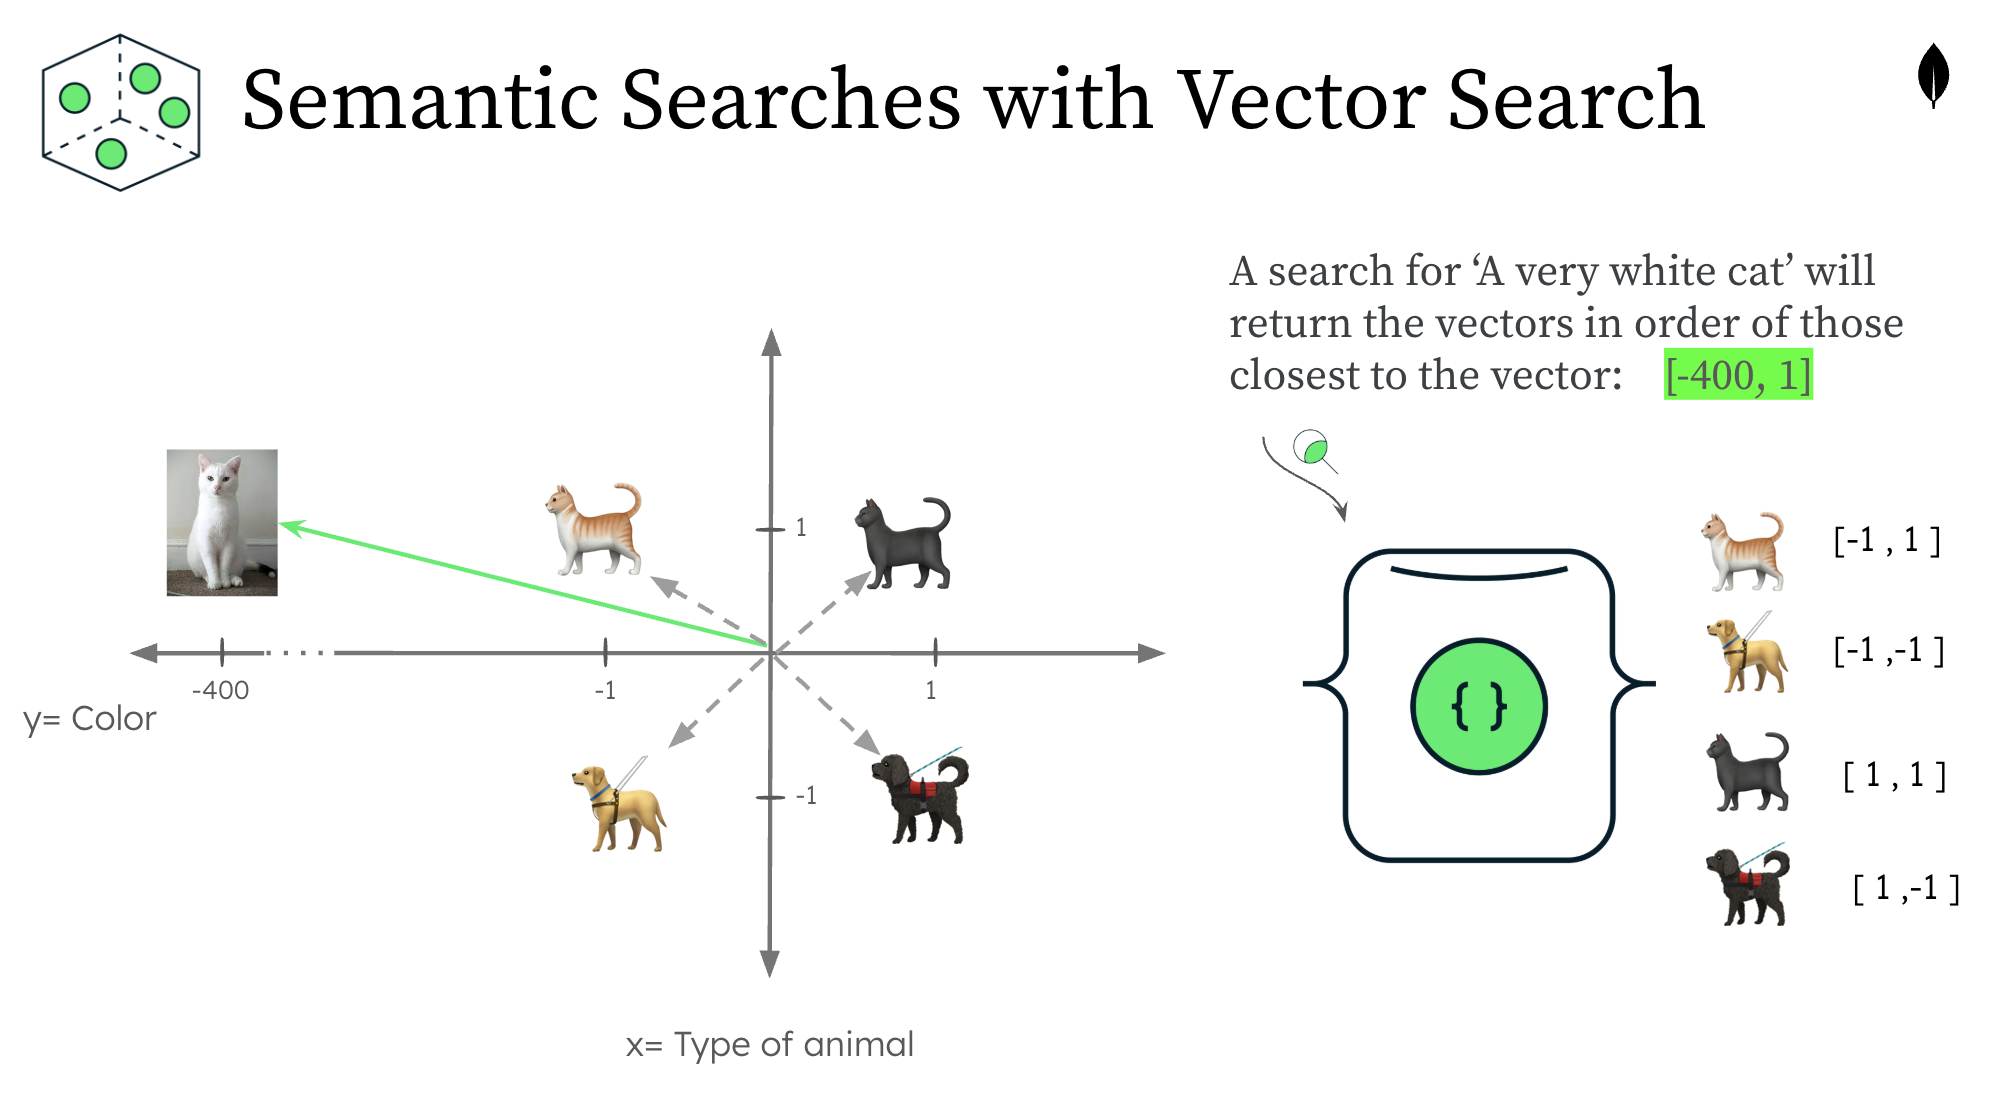 Semantic Searches with Vector Search
A search for ‘A very white cat’ will
return the vectors in order of those
closest to the vector: [-400, 1]
1
-400
-1
1
y= Color
-1
x= Type of animal
{ }
[-1 , 1 ]
[-1 ,-1 ]
[ 1 , 1 ]
[ 1 ,-1 ]